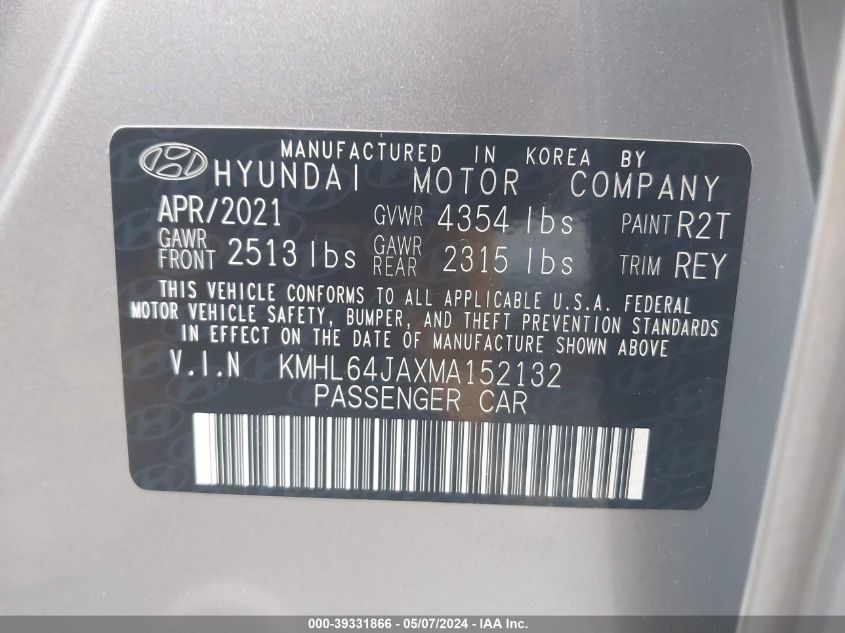 MANUFACTURED IN KOREA BY
HYUNDAI MOTOR COMPANY
APR/2021 GVWR 4354 lbs PAINT R2T
GAWR FRONT 2513 lbs GAWR REAR 2315 lbs TRIM REY
THIS VEHICLE CONFORMS TO ALL APPLICABLE U.S.A. FEDERAL
MOTOR VEHICLE SAFETY, BUMPER, AND THEFT PREVENTION STANDARDS
IN EFFECT ON THE DATE OF MANUFACTURE SHOWN ABOVE
V.I.N KMHL64JAXMA152132
PASSENGER CAR
000-39331866 - 05/07/2024 - IAA Inc.